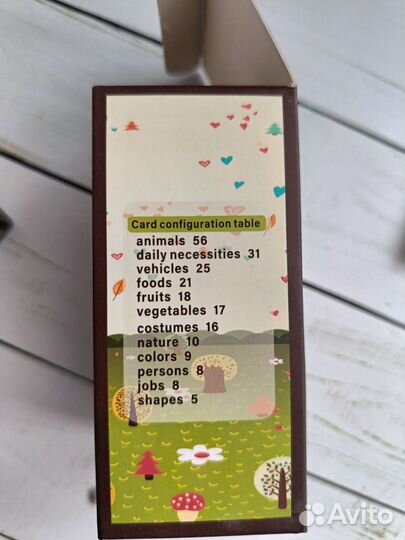 Card configuration table
animals 56
daily necessities 31
vehicles 25
foods 21
fruits 18
vegetables 17
costumes 16
nature 10
colors 9
persons 8
jobs 8
shapes 5
Avito